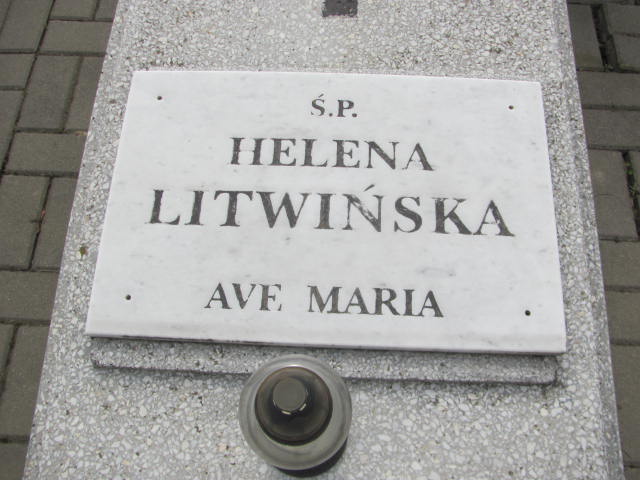 Ś.P.
HELENA
LITWIŃSKA
AVE MARIA